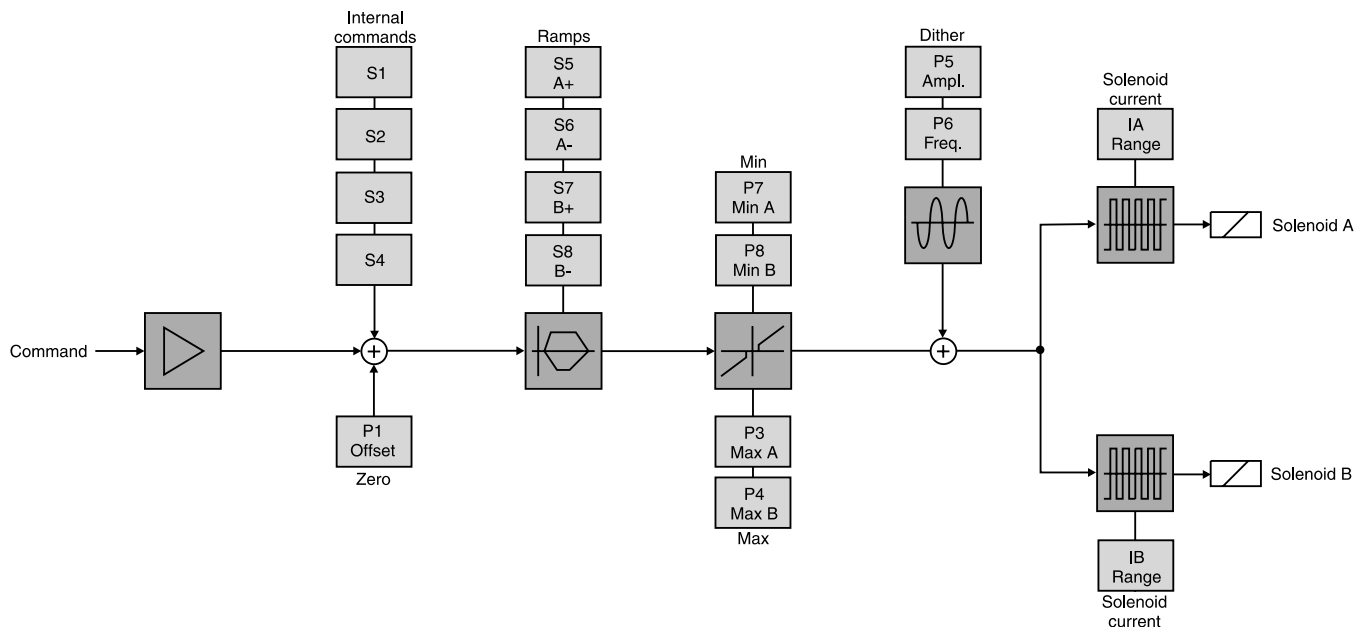 Internal
commands
S1
S2
S3
S4
Ramps
S5
A+
S6
A-
S7
B+
S8
B-
Min
P7
Min A
P8
Min B
Dither
P5
Ampl.
P6
Freq.
Solenoid
current
IA
Range
Solenoid A
Command
P1
Offset
Zero
P3
Max A
P4
Max B
Max
Solenoid B
IB
Range
Solenoid
current